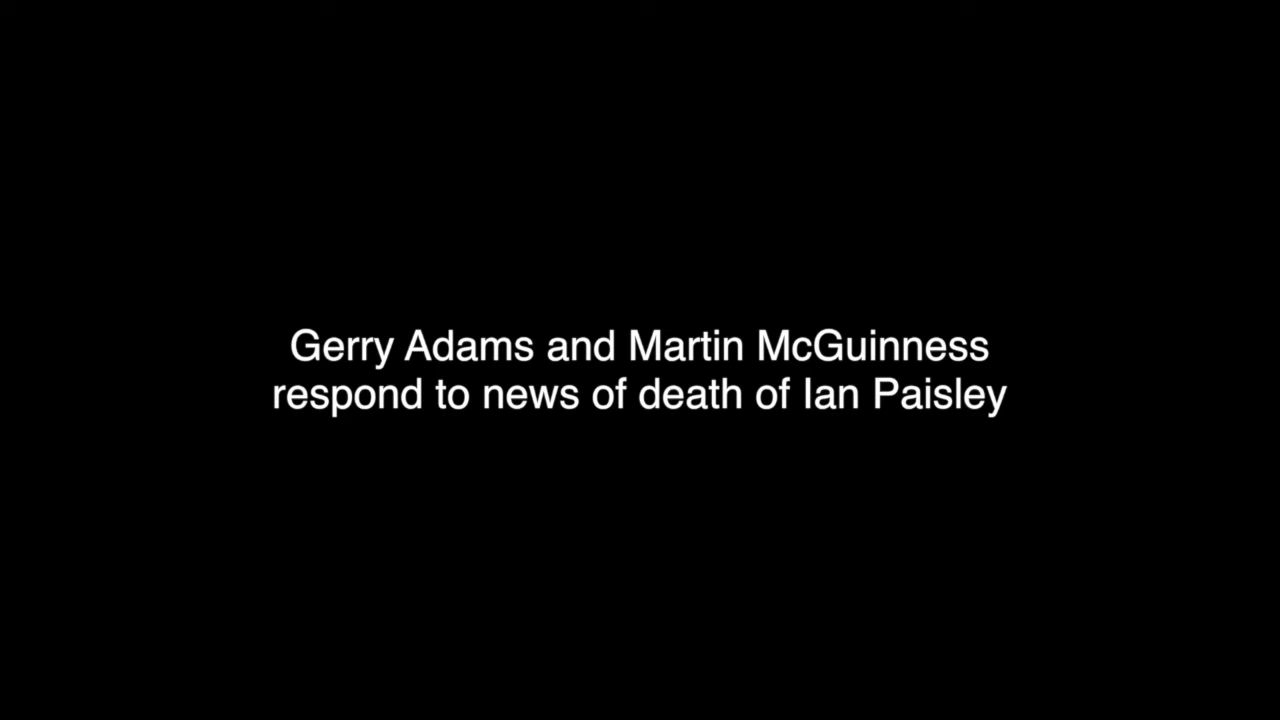 Gerry Adams and Martin McGuinness
respond to news of death of Ian Paisley